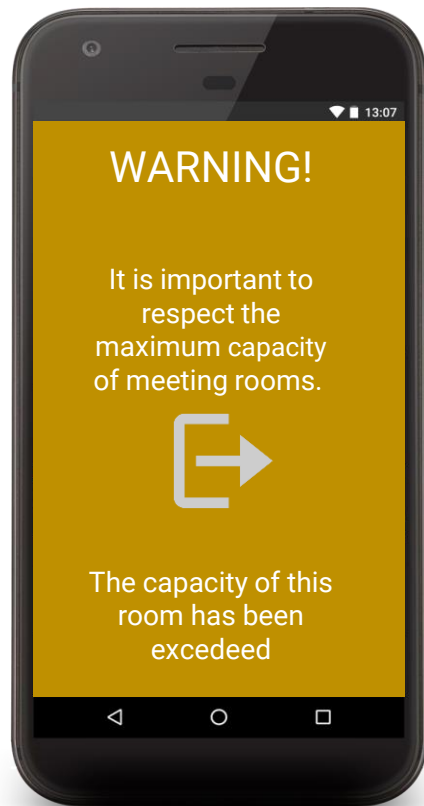 13:07
WARNING!
It is important to
respect the
maximum capacity
of meeting rooms.
The capacity of this
room has been
excedeed